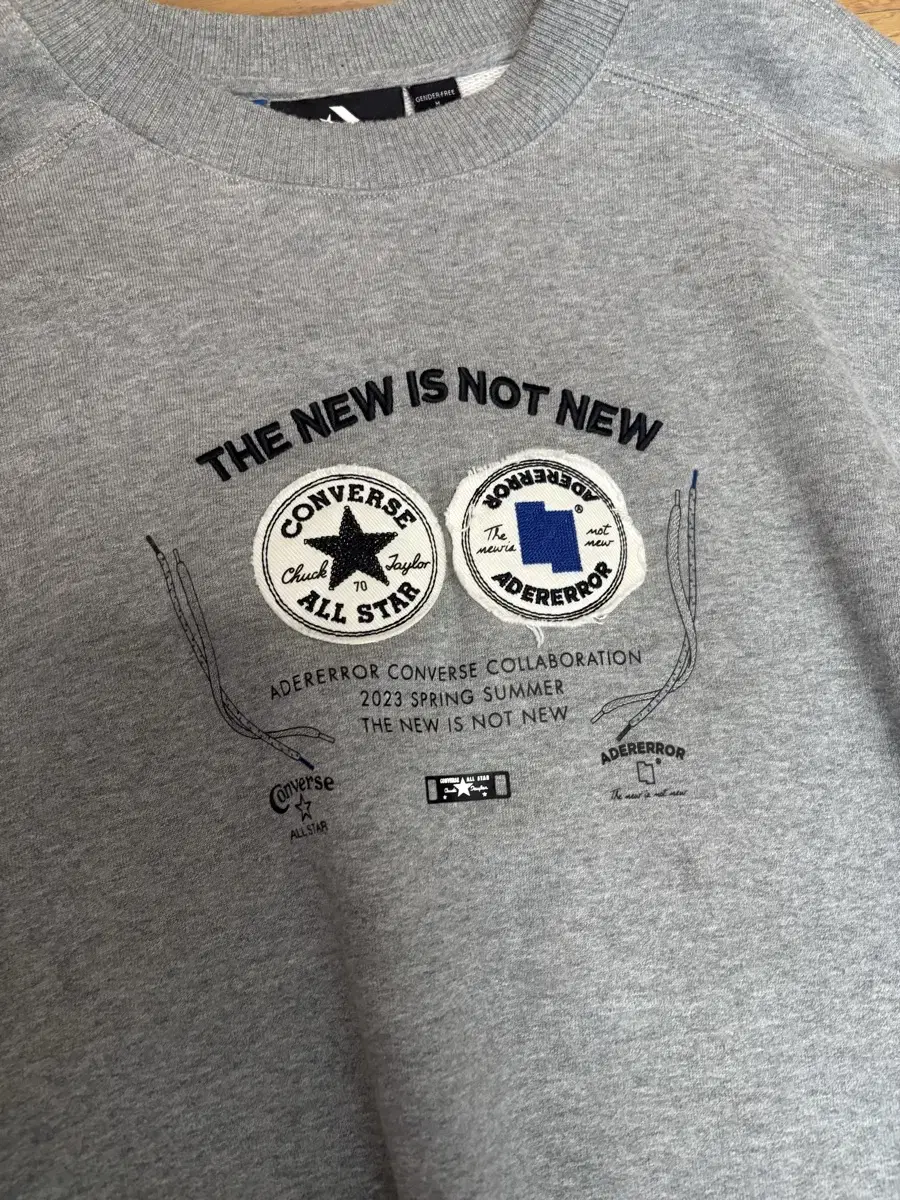 GENDER-FREE
M
THE NEW IS NOT NEW
CONVERSE
Chuck Taylor
70
ALL STAR
ADERERROR
®
The new is
not new
ADERERROR
ADERERROR CONVERSE COLLABORATION
2023 SPRING SUMMER
THE NEW IS NOT NEW
Converse
ALL STAR
CONVERSE ALL STAR
Chuck Taylor
ADERERROR
The new is not new